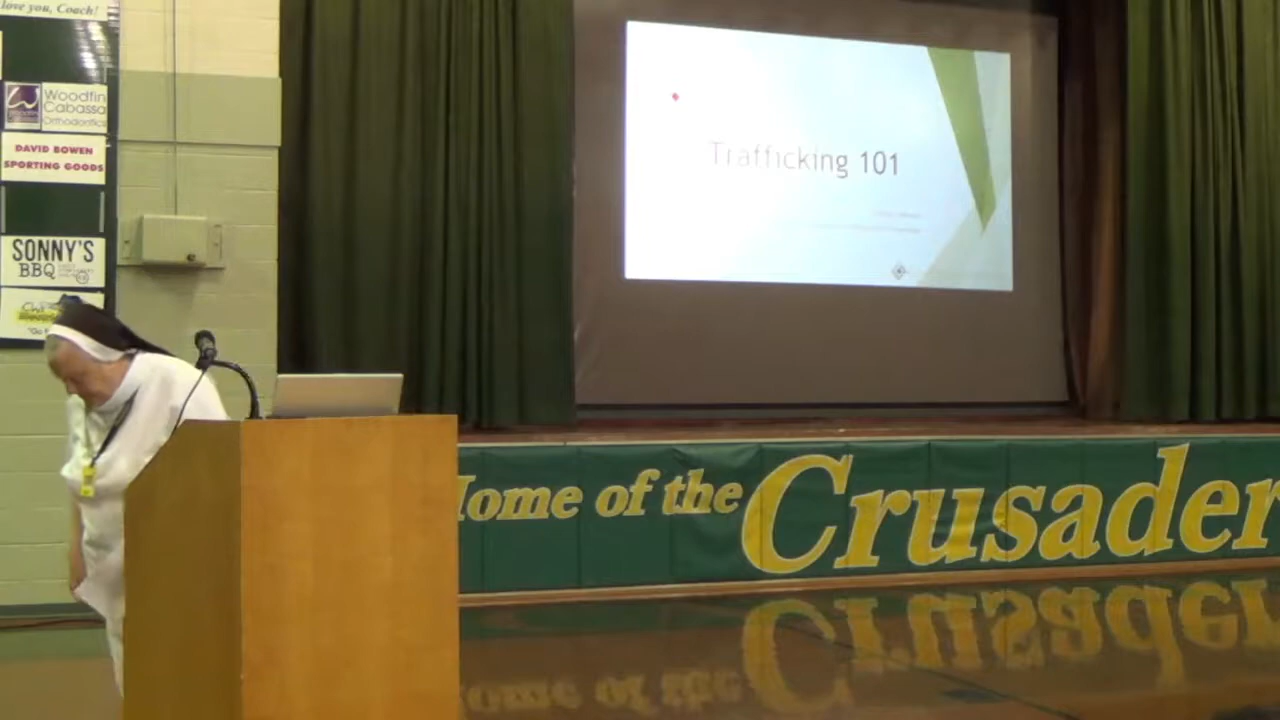 love you, Coach!
Woodfin
Cabassa
Orthodontics
DAVID BOWEN
SPORTING GOODS
SONNY'S
BBQ
Trafficking 101
Home of the Crusader